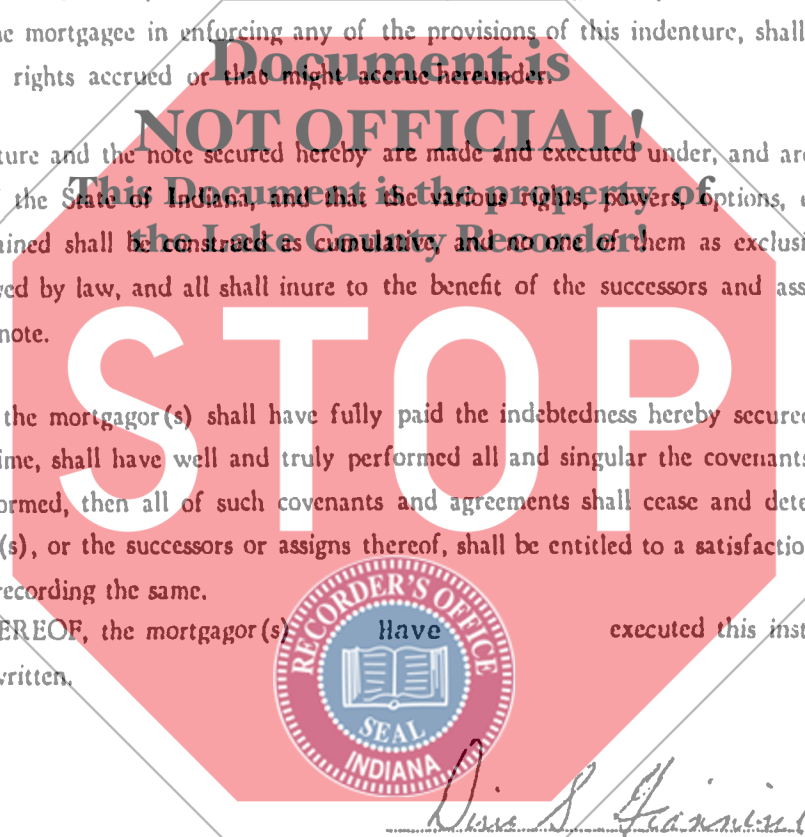 he mortgagee in enforcing any of the provisions of this indenture, shall
Document is
rights accrued or that might accrue hereunder.
NOT OFFICIAL!
ture and the note secured hereby are made and executed under, and are
This Document is the property of
the State of Indiana, and that the various rights, powers, options,
the Lake County Recorder!
ained shall be construed as cumulative, and no one of them as exclusi
ed by law, and all shall inure to the benefit of the successors and ass
note.
STOP
the mortgagor(s) shall have fully paid the indebtedness hereby secured
ime, shall have well and truly performed all and singular the covenants
ormed, then all of such covenants and agreements shall cease and dete
(s), or the successors or assigns thereof, shall be entitled to a satisfactio
recording the same.
EREOF, the mortgagor(s) Have executed this inst
written.
RECORDER'S OFFICE
SEAL
INDIANA